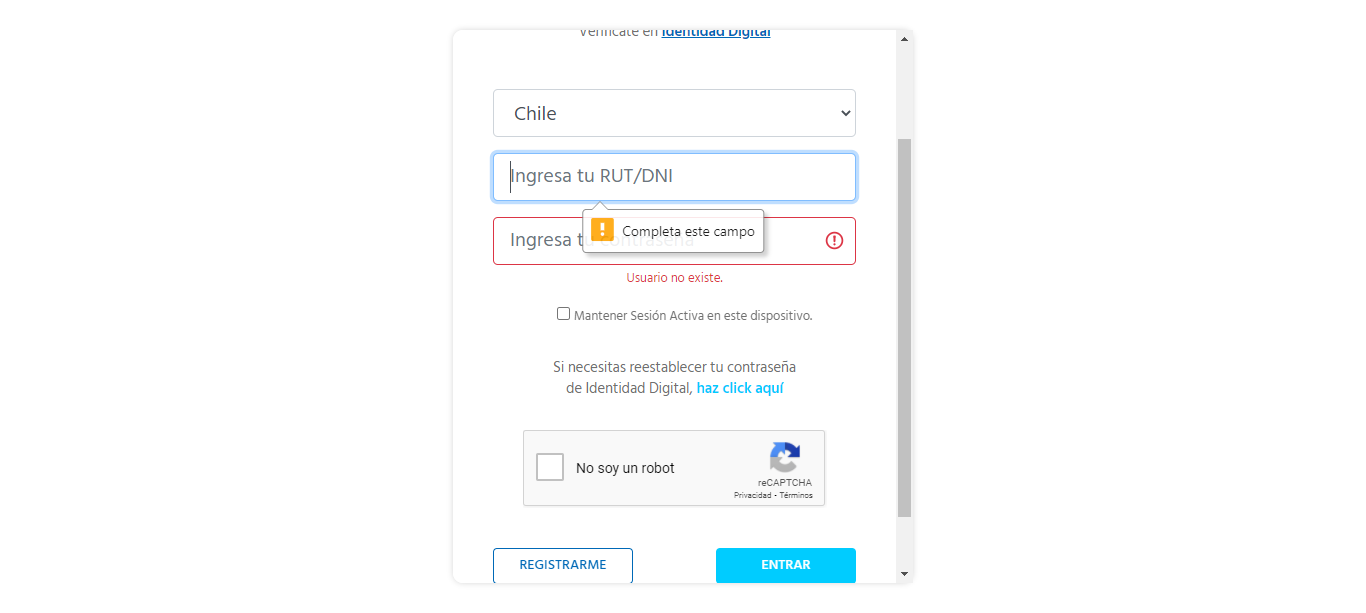 Verifícate en Identidad Digital
Chile
Ingresa tu RUT/DNI
Completa este campo
Ingresa tu contraseña
Usuario no existe.
Mantener Sesión Activa en este dispositivo.
Si necesitas reestablecer tu contraseña
de Identidad Digital, haz click aquí
No soy un robot
reCAPTCHA
Privacidad - Términos
REGISTRARME
ENTRAR